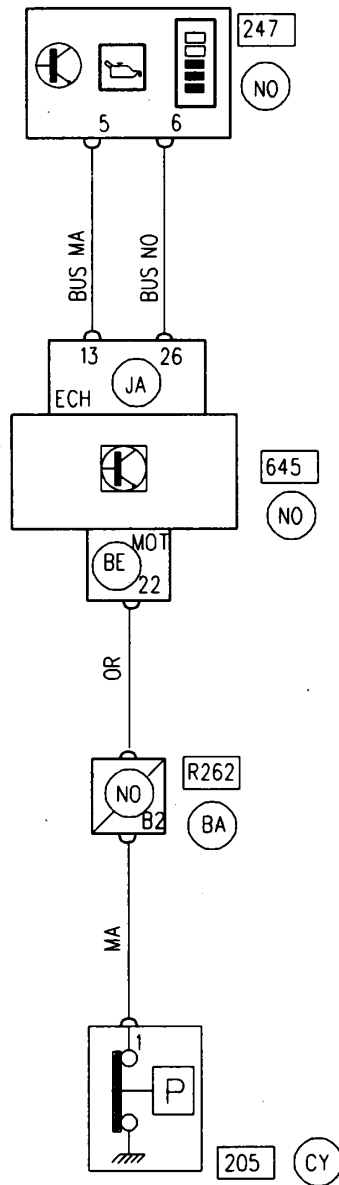 247
NO
5 6
BUS MA
BUS NO
13 26
JA
ECH
645
NO
MOT
BE
22
OR
R262
NO
B2
BA
MA
1
P
205 CY